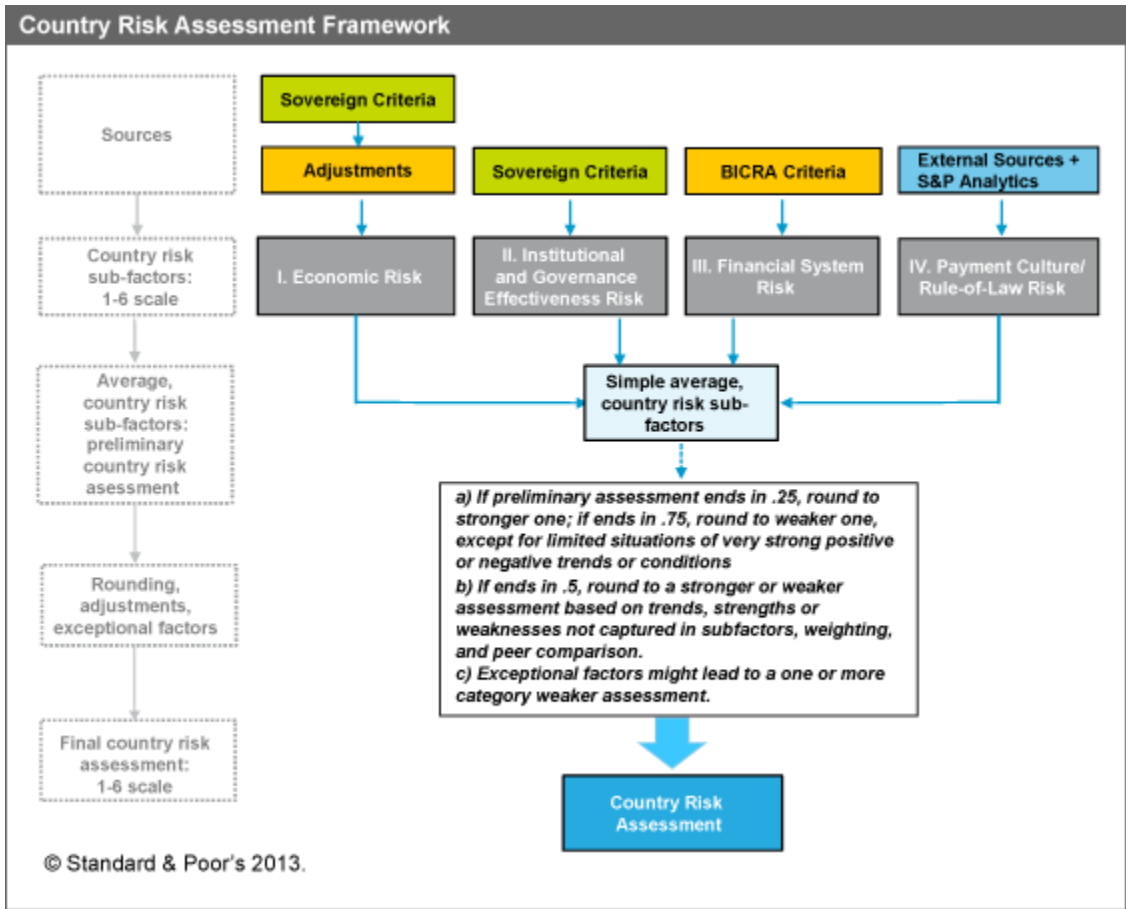 Country Risk Assessment Framework
Sources
Sovereign Criteria
Adjustments
Sovereign Criteria
BICRA Criteria
External Sources +
S&P Analytics
Country risk
sub-factors:
1-6 scale
I. Economic Risk
II. Institutional
and Governance
Effectiveness Risk
III. Financial System
Risk
IV. Payment Culture/
Rule-of-Law Risk
Average,
country risk
sub-factors:
preliminary
country risk
asessment
Simple average,
country risk sub-
factors
a) If preliminary assessment ends in .25, round to
stronger one; if ends in .75, round to weaker one,
except for limited situations of very strong positive
or negative trends or conditions
b) If ends in .5, round to a stronger or weaker
assessment based on trends, strengths or
weaknesses not captured in subfactors, weighting,
and peer comparison.
c) Exceptional factors might lead to a one or more
category weaker assessment.
Rounding,
adjustments,
exceptional factors
Final country risk
assessment:
1-6 scale
Country Risk
Assessment
© Standard & Poor's 2013.